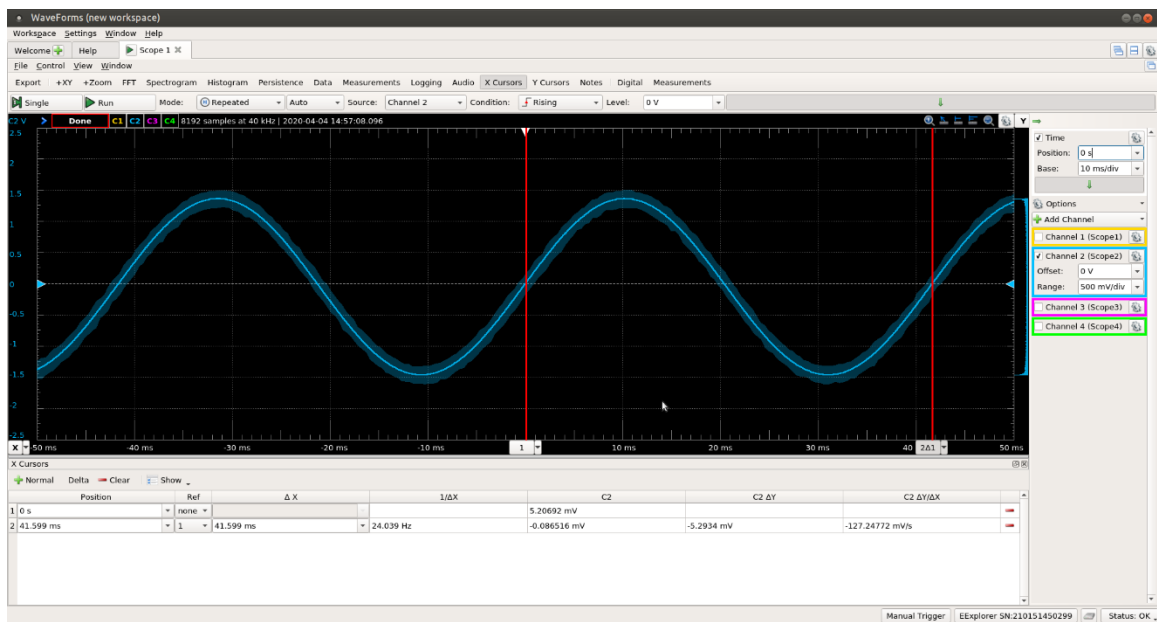 WaveForms (new workspace)
Workspace Settings Window Help
Welcome Help Scope 1
File Control View Window
Export +XY +Zoom FFT Spectrogram Histogram Persistence Data Measurements Logging Audio X Cursors Y Cursors Notes Digital Measurements
Single Run Mode: Repeated Auto Source: Channel 2 Condition: Rising Level: 0 V
C2 V Done C1 C2 C3 C4 8192 samples at 40 kHz | 2020-04-04 14:57:08.096 Y
2.5
2
1.5
1
0.5
0
-0.5
-1
-1.5
-2
-2.5
X -50 ms -40 ms -30 ms -20 ms -10 ms 1 10 ms 20 ms 30 ms 40 2Δ1 50 ms
Time
Position: 0 s
Base: 10 ms/div
Options
Add Channel
Channel 1 (Scope1)
Channel 2 (Scope2)
Offset: 0 V
Range: 500 mV/div
Channel 3 (Scope3)
Channel 4 (Scope4)
X Cursors
Normal Delta Clear Show
Position Ref Δ X 1/ΔX C2 C2 ΔY C2 ΔY/ΔX
1 0 s none 5.20692 mV
2 41.599 ms 1 41.599 ms 24.039 Hz -0.086516 mV -5.2934 mV -127.24772 mV/s
Manual Trigger EExplorer SN:210151450299 Status: OK